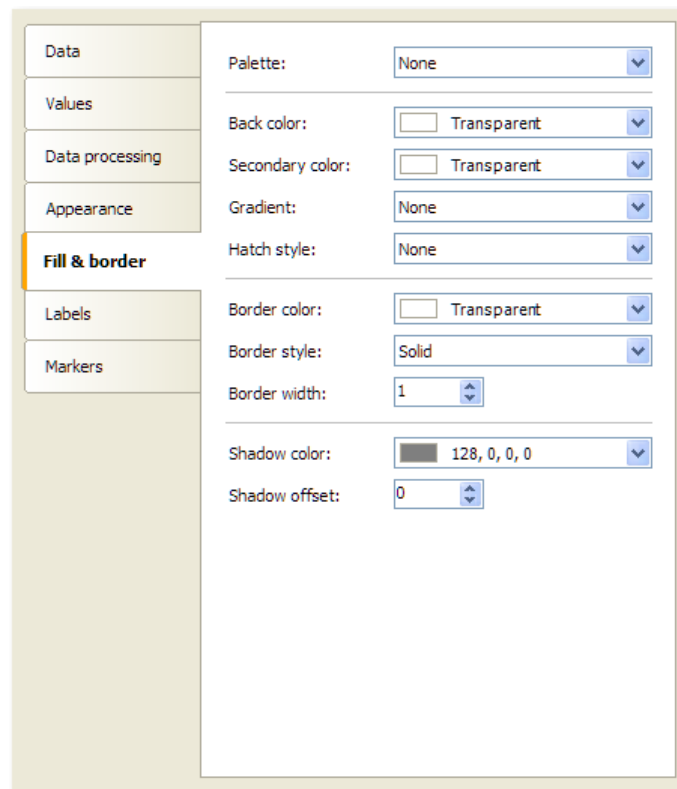 Data
Values
Data processing
Appearance
Fill & border
Labels
Markers
Palette: None
Back color: Transparent
Secondary color: Transparent
Gradient: None
Hatch style: None
Border color: Transparent
Border style: Solid
Border width: 1
Shadow color: 128, 0, 0, 0
Shadow offset: 0